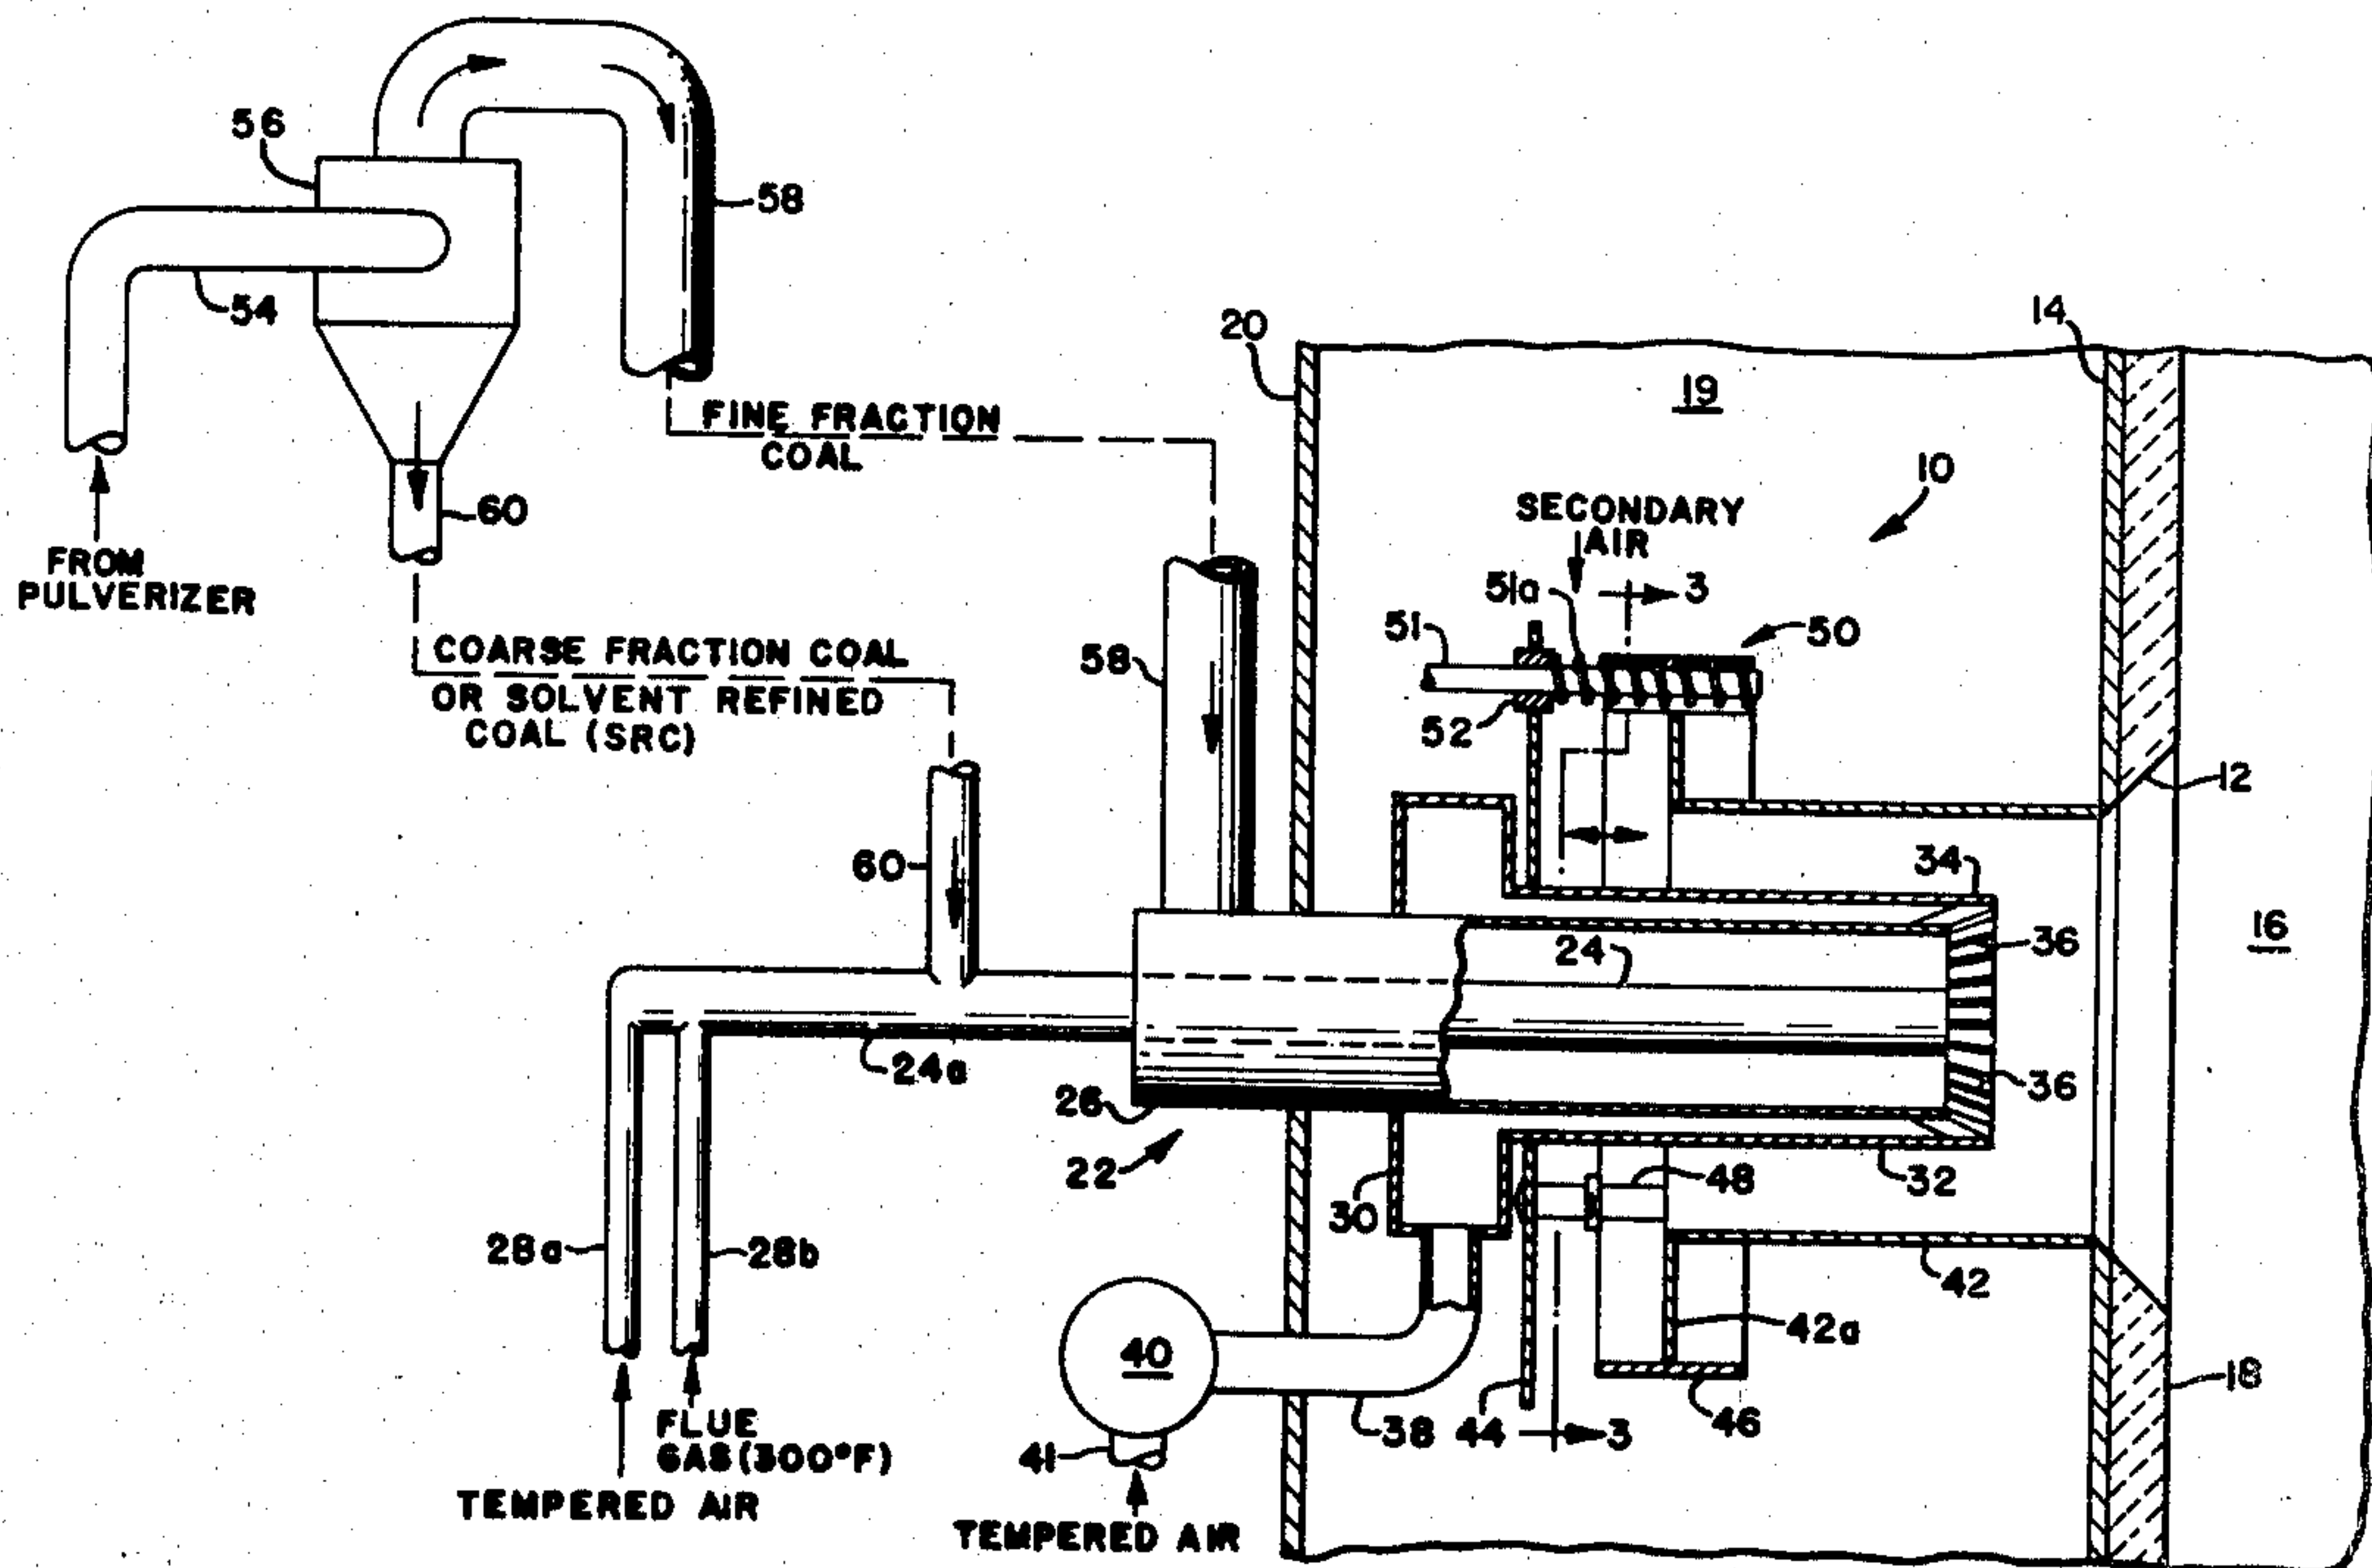 56
58
54
20
14
FINE FRACTION
COAL
19
10
60
SECONDARY
AIR
FROM
PULVERIZER
51a
3
51
50
COARSE FRACTION COAL
OR SOLVENT REFINED
COAL (SRC)
58
52
12
60
34
24
36
16
24a
26
36
22
48
32
30
28a
28b
42
40
42a
18
FLUE
GAS (300°F)
38
44
3
46
41
TEMPERED AIR
TEMPERED AIR